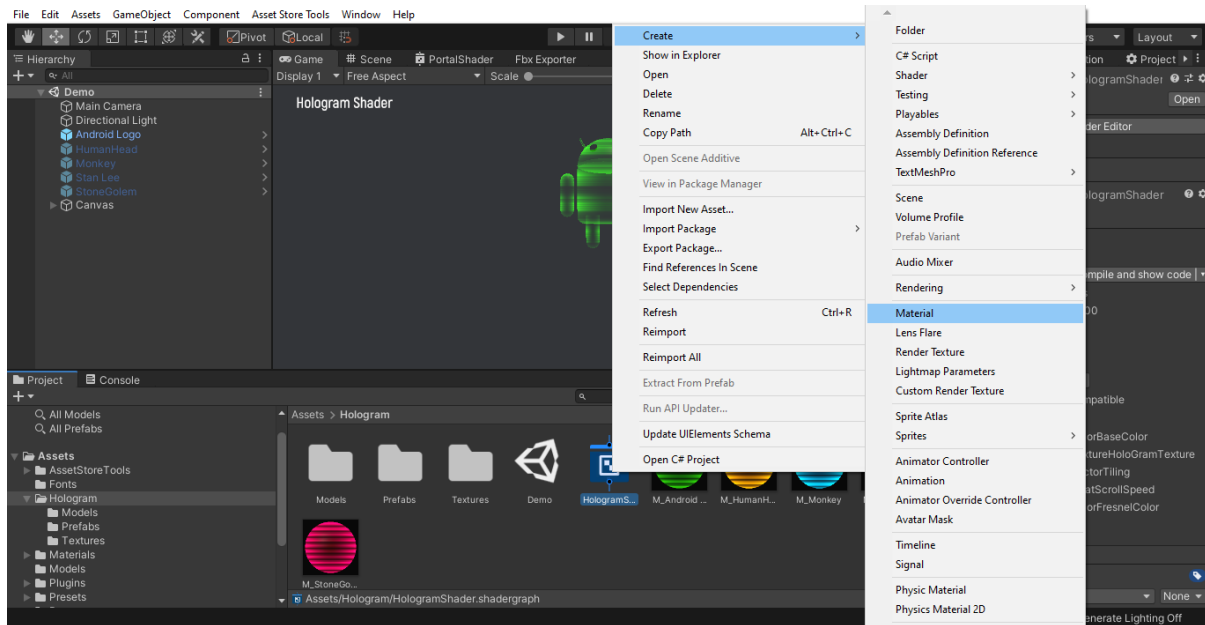 File Edit Assets GameObject Component Asset Store Tools Window Help
Pivot Local
Layout
Hierarchy
All
Demo
Main Camera
Directional Light
Android Logo
HumanHead
Monkey
Stan Lee
StoneGolem
Canvas
Game Scene PortalShader Fbx Exporter
Display 1 Free Aspect Scale
Hologram Shader
Create
Show in Explorer
Open
Delete
Rename
Copy Path Alt+Ctrl+C
Open Scene Additive
View in Package Manager
Import New Asset...
Import Package
Export Package...
Find References In Scene
Select Dependencies
Refresh Ctrl+R
Reimport
Reimport All
Extract From Prefab
Run API Updater...
Update UIElements Schema
Open C# Project
Folder
C# Script
Shader
Testing
Playables
Assembly Definition
Assembly Definition Reference
TextMeshPro
Scene
Volume Profile
Prefab Variant
Audio Mixer
Rendering
Material
Lens Flare
Render Texture
Lightmap Parameters
Custom Render Texture
Sprite Atlas
Sprites
Animator Controller
Animation
Animator Override Controller
Avatar Mask
Timeline
Signal
Physic Material
Physics Material 2D
Project
logramShader
Open
der Editor
logramShader
mpile and show code
00
mpatible
orBaseColor
ktureHoloGramTexture
ctorTiling
atScrollSpeed
orFresnelColor
None
enerate Lighting Off
Project Console
All Models
All Prefabs
Assets
AssetStoreTools
Fonts
Hologram
Models
Prefabs
Textures
Materials
Models
Plugins
Presets
Assets > Hologram
Models Prefabs Textures Demo HologramS... M_Android ... M_HumanH... M_Monkey
M_StoneGo...
Assets/Hologram/HologramShader.shadergraph